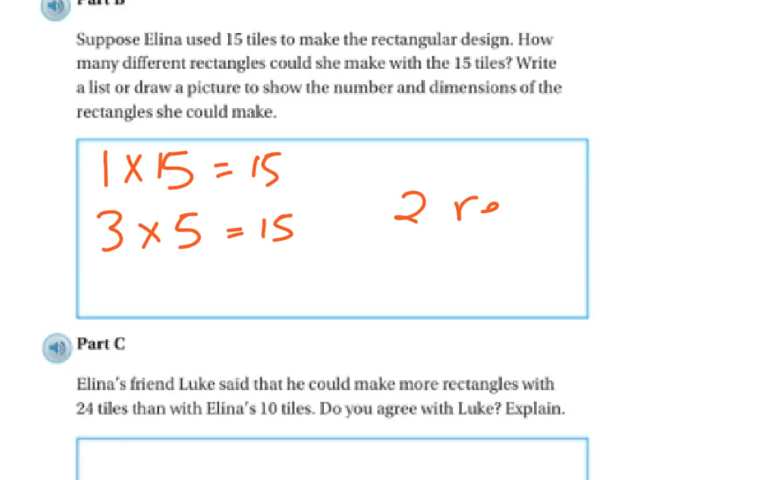 Part B
Suppose Elina used 15 tiles to make the rectangular design. How
many different rectangles could she make with the 15 tiles? Write
a list or draw a picture to show the number and dimensions of the
rectangles she could make.
1 × 15 = 15
3 × 5 = 15
2 re
Part C
Elina's friend Luke said that he could make more rectangles with
24 tiles than with Elina's 10 tiles. Do you agree with Luke? Explain.